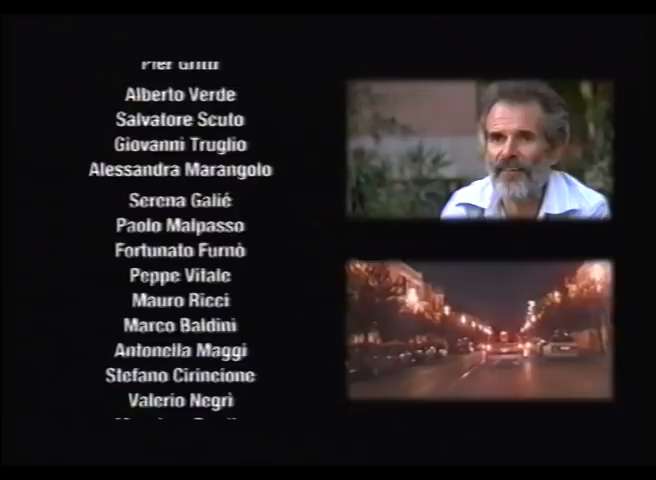 Alberto Verde
Salvatore Scuto
Giovanni Truglio
Alessandra Marangolo
Serena Galié
Paolo Malpasso
Fortunato Furnò
Peppe Vitale
Mauro Ricci
Marco Baldini
Antonella Maggi
Stefano Cirincione
Valerio Negri